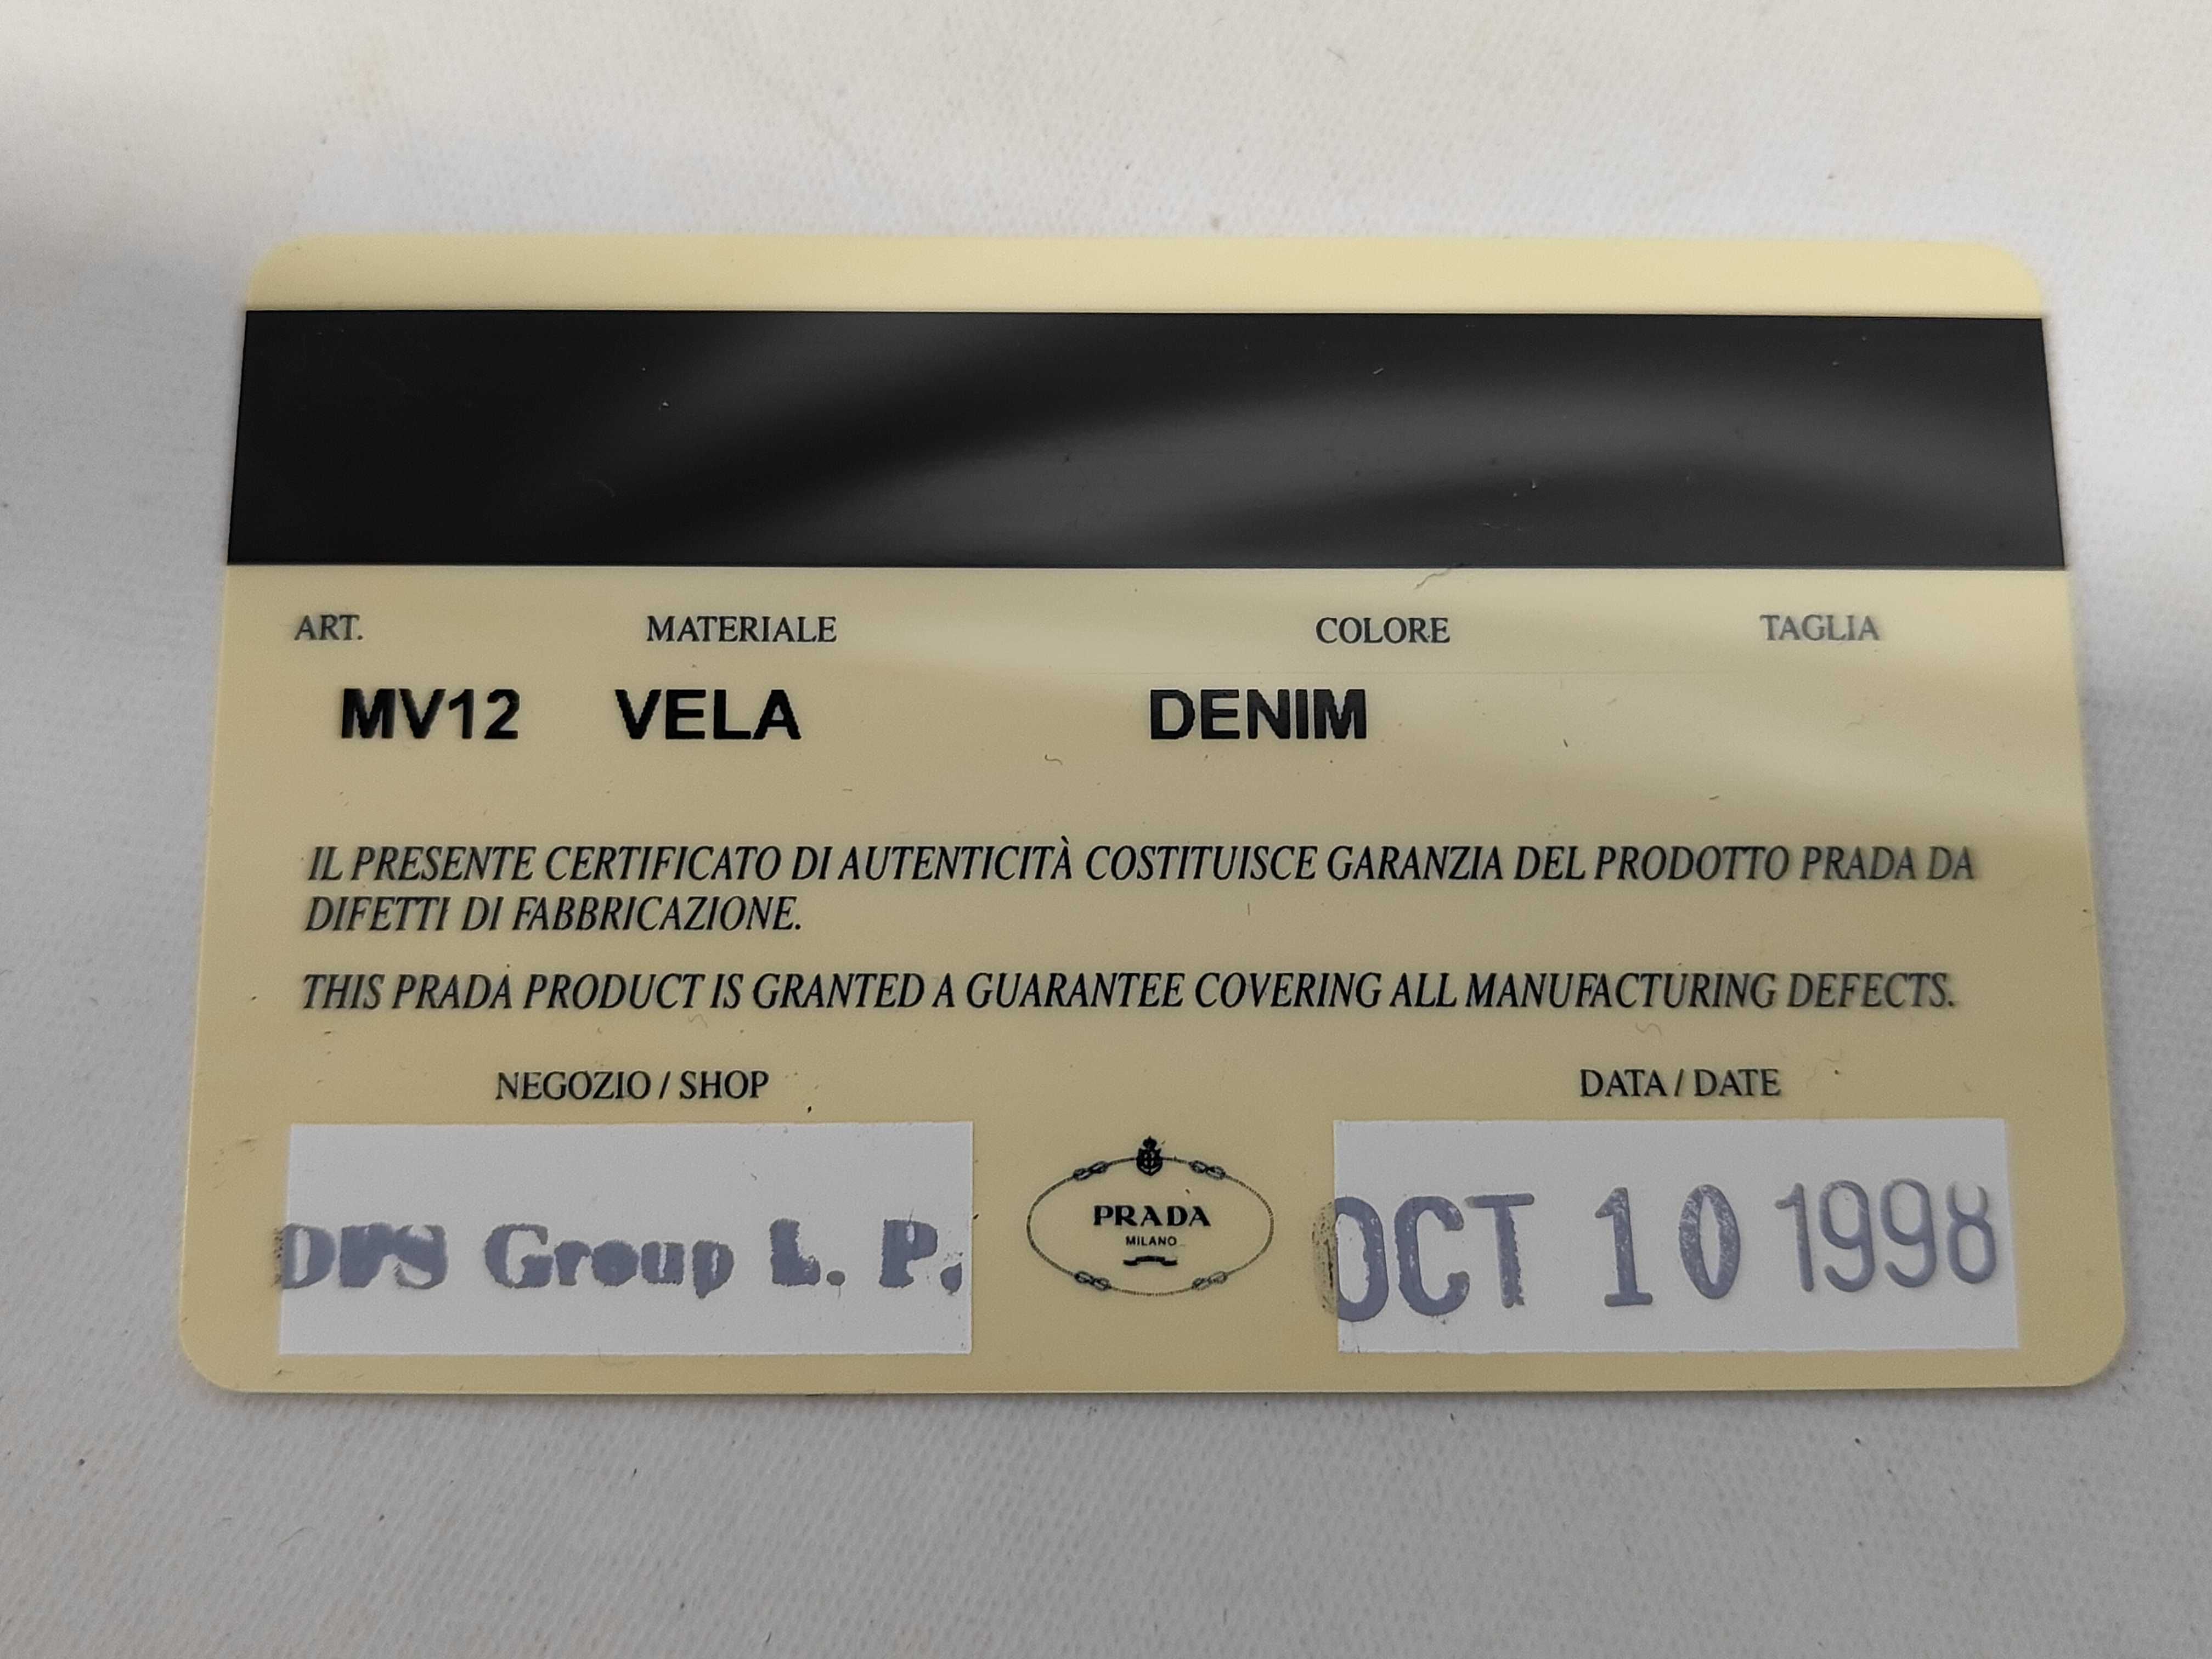 ART. MATERIALE COLORE TAGLIA
MV12 VELA DENIM
IL PRESENTE CERTIFICATO DI AUTENTICITÀ COSTITUISCE GARANZIA DEL PRODOTTO PRADA DA
DIFETTI DI FABBRICAZIONE.
THIS PRADA PRODUCT IS GRANTED A GUARANTEE COVERING ALL MANUFACTURING DEFECTS.
NEGOZIO / SHOP
DATA / DATE
DFS Group L. P.
PRADA
MILANO
OCT 10 1998